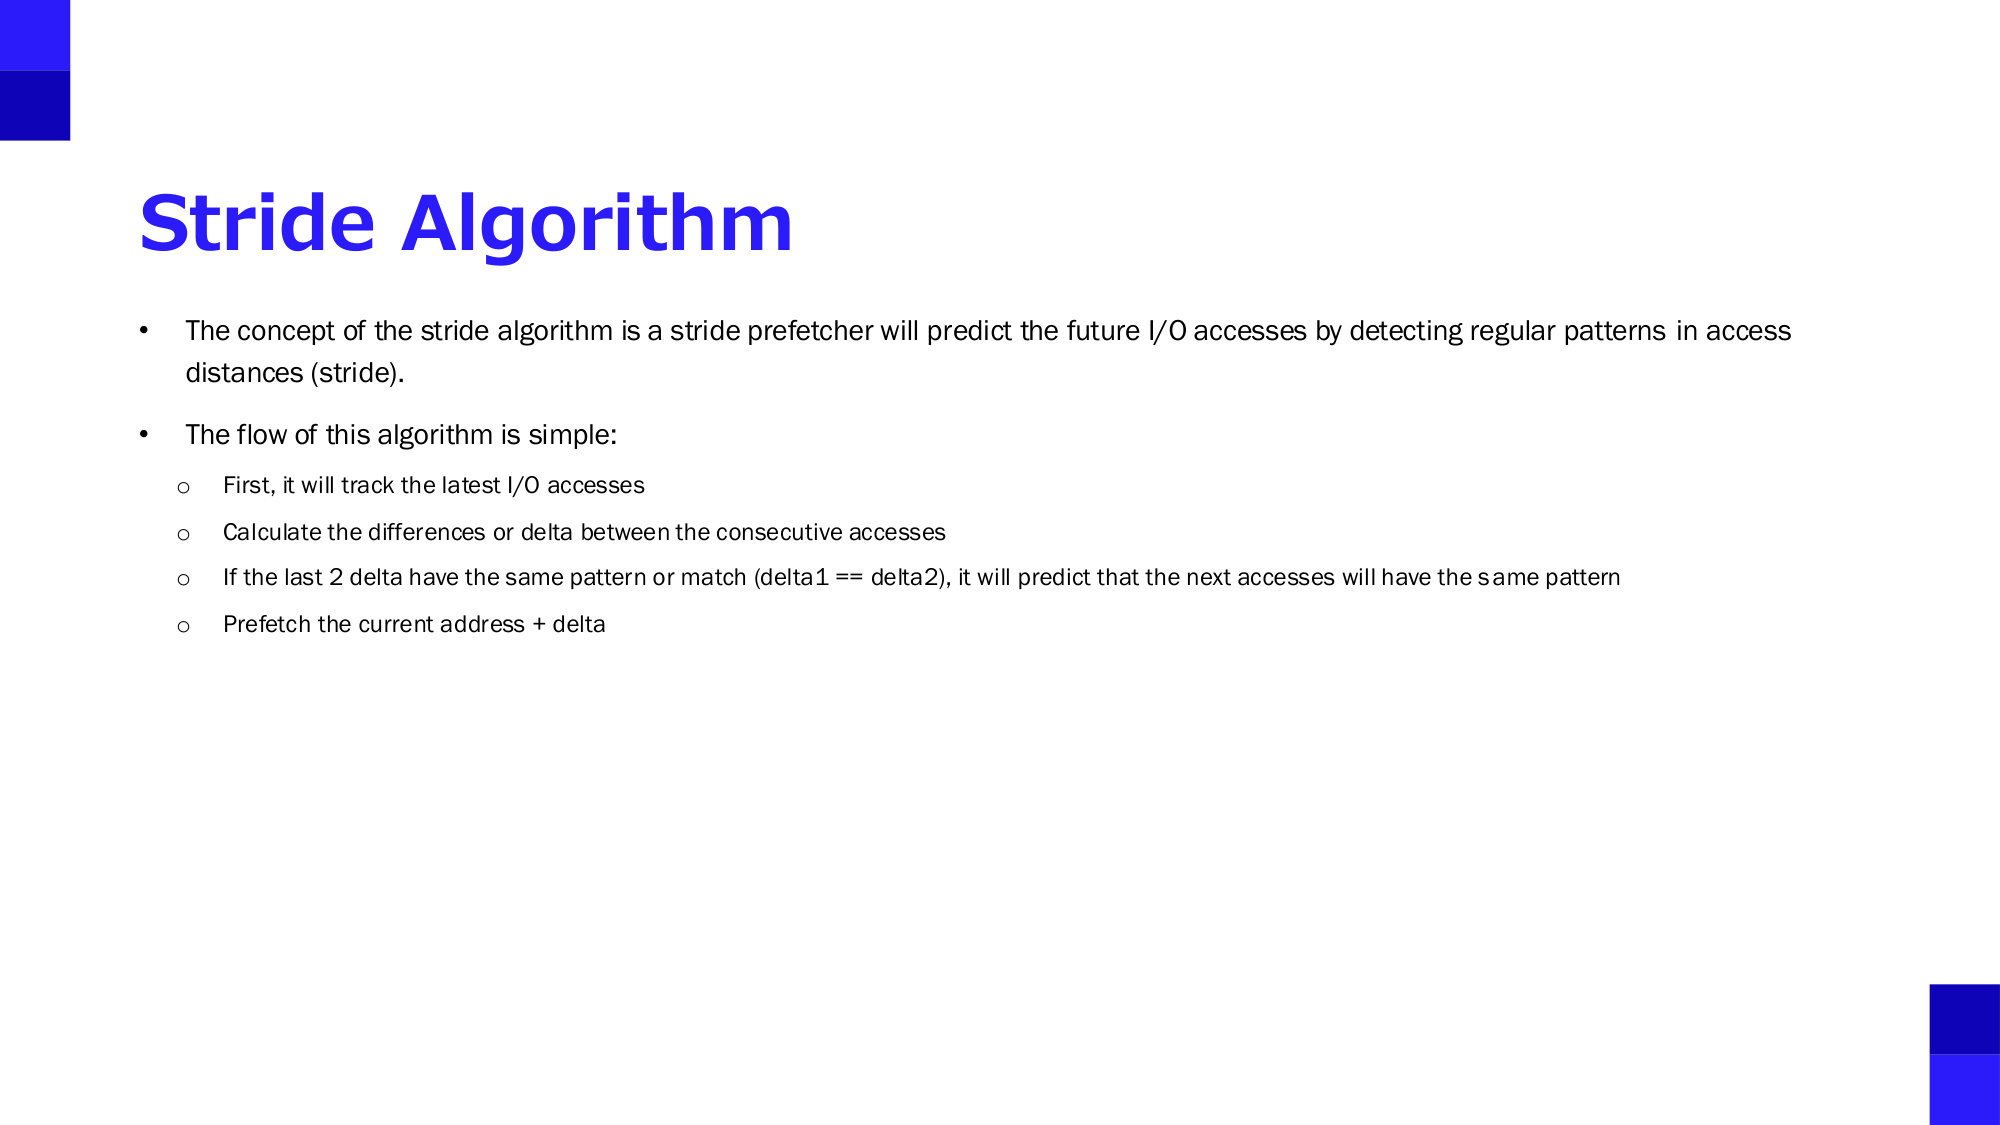 Stride Algorithm
• The concept of the stride algorithm is a stride prefetcher will predict the future I/O accesses by detecting regular patterns in access
distances (stride).
• The flow of this algorithm is simple:
○ First, it will track the latest I/O accesses
○ Calculate the differences or delta between the consecutive accesses
○ If the last 2 delta have the same pattern or match (delta1 == delta2), it will predict that the next accesses will have the same pattern
○ Prefetch the current address + delta